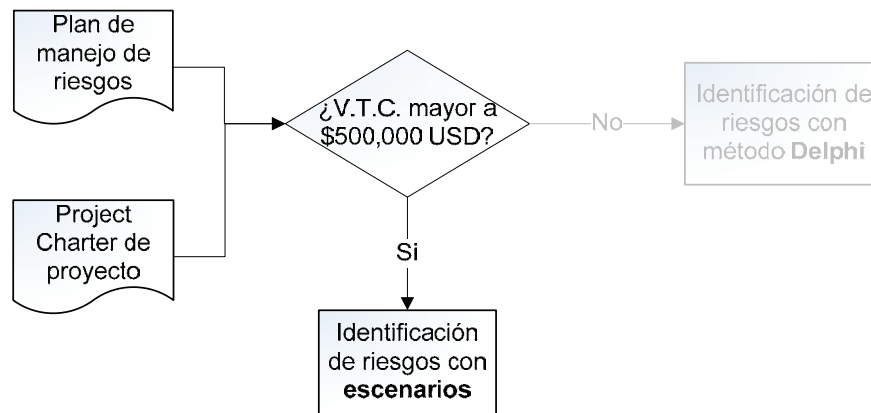 Plan de
manejo de
riesgos
¿V.T.C. mayor a
$500,000 USD?
No
Identificación de
riesgos con
método Delphi
Project
Charter de
proyecto
Si
Identificación
de riesgos con
escenarios